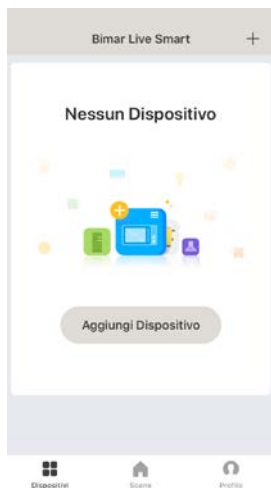 Bimar Live Smart +
Nessun Dispositivo
Aggiungi Dispositivo
Dispositivi Scene Profilo